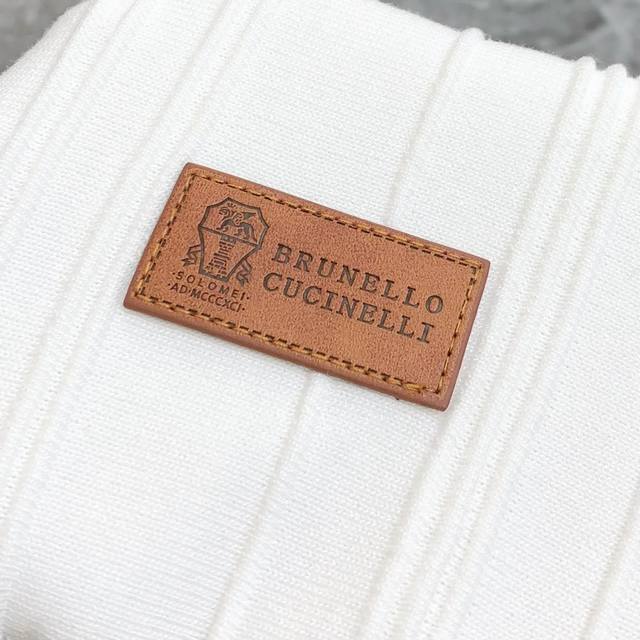 ·SOLOMEI·
·AD·MCCCXCI·
BRUNELLO
CUCINELLI